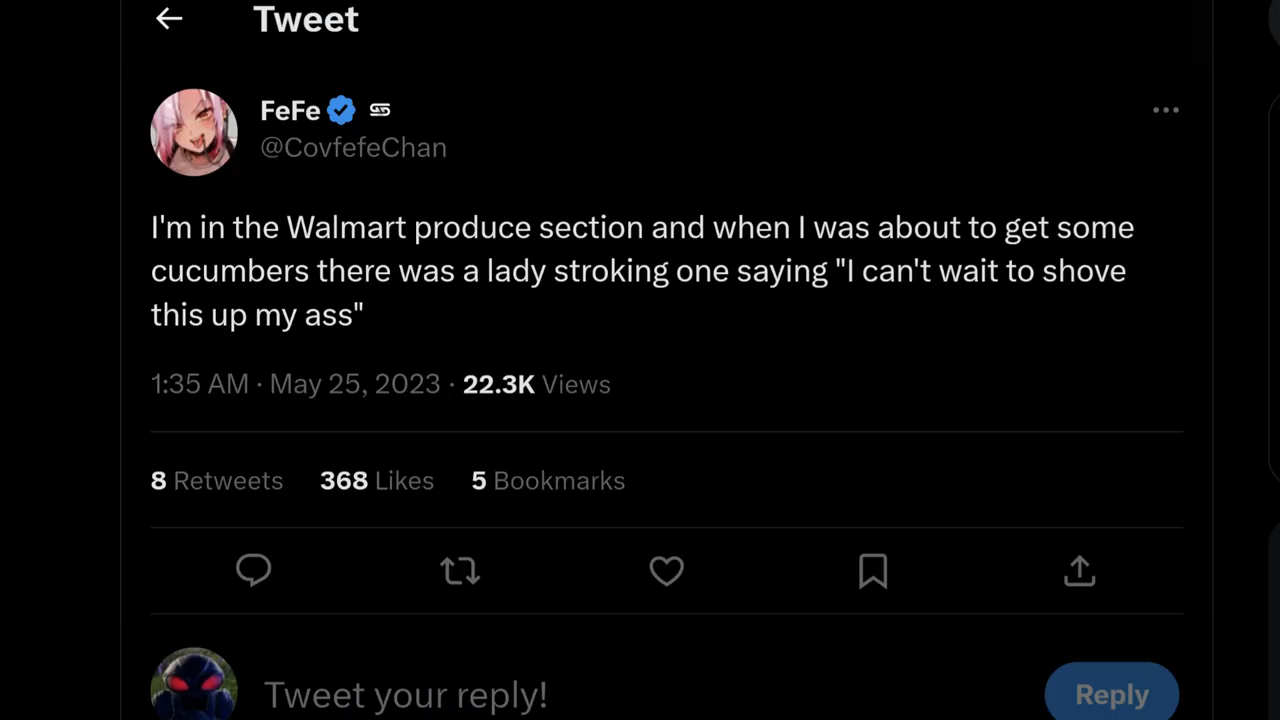 Tweet
FeFe
@CovfefeChan
I'm in the Walmart produce section and when I was about to get some
cucumbers there was a lady stroking one saying "I can't wait to shove
this up my ass"
1:35 AM · May 25, 2023 · 22.3K Views
8 Retweets 368 Likes 5 Bookmarks
Tweet your reply!
Reply